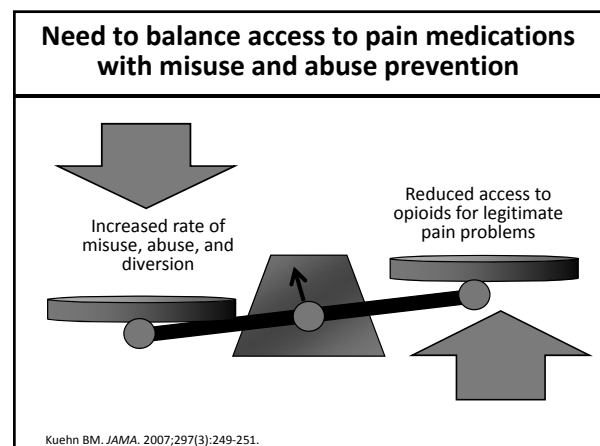 Need to balance access to pain medications
with misuse and abuse prevention
Increased rate of
misuse, abuse, and
diversion
Reduced access to
opioids for legitimate
pain problems
Kuehn BM. JAMA. 2007;297(3):249-251.